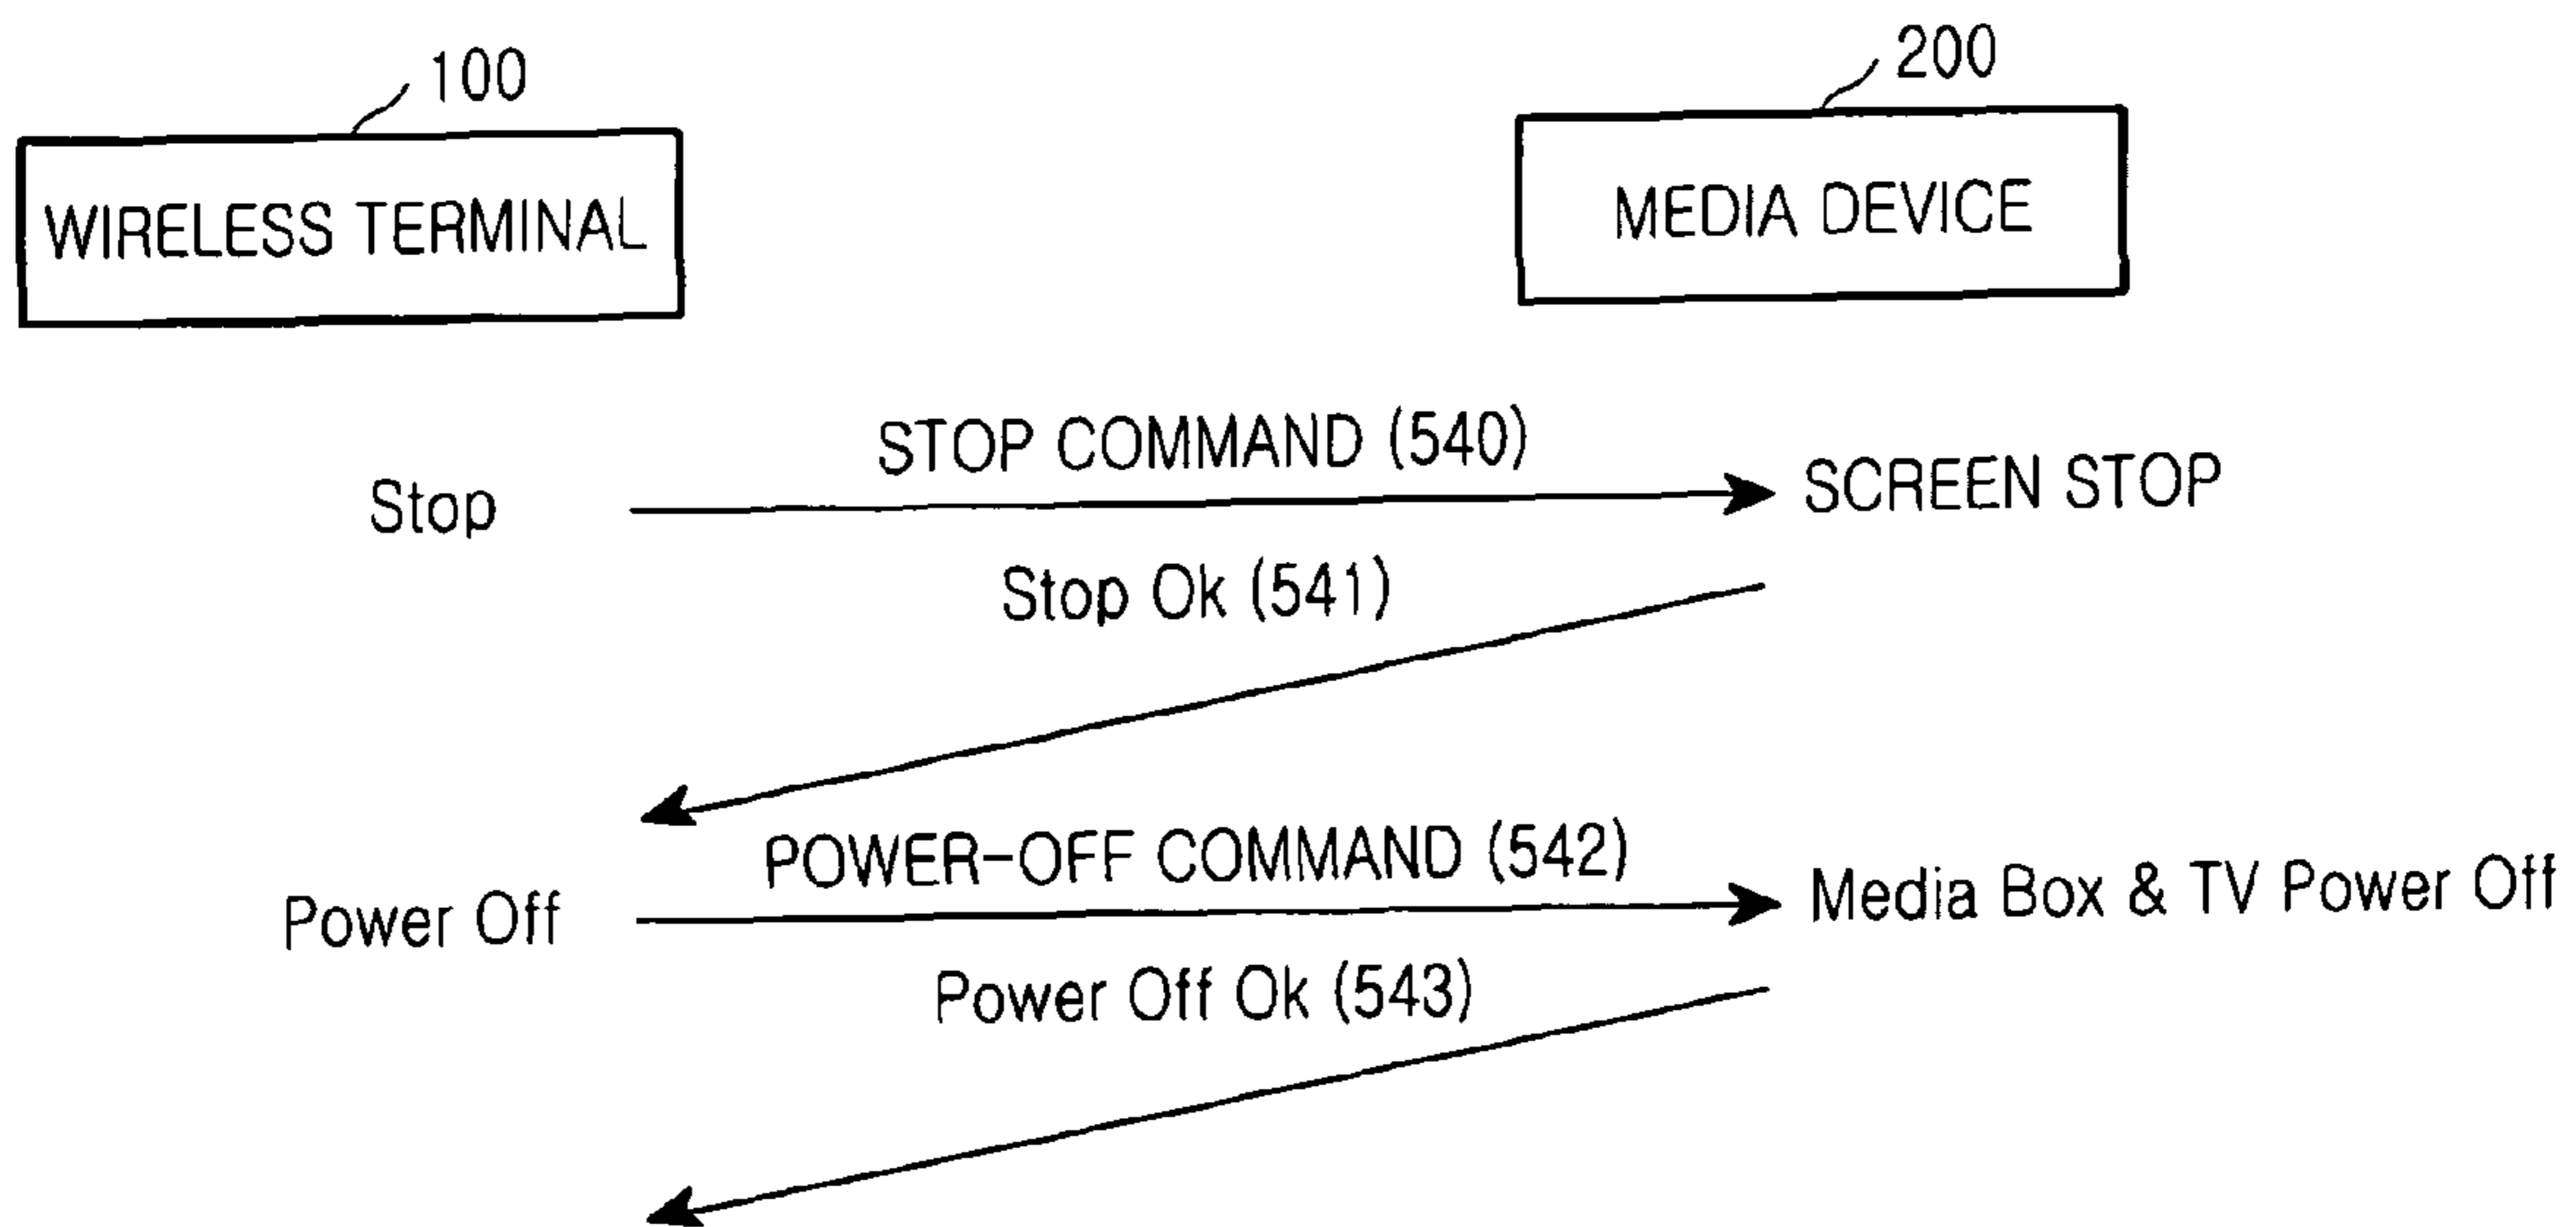 100
200
WIRELESS TERMINAL
MEDIA DEVICE
STOP COMMAND (540)
Stop
SCREEN STOP
Stop Ok (541)
POWER-OFF COMMAND (542)
Power Off
Media Box & TV Power Off
Power Off Ok (543)